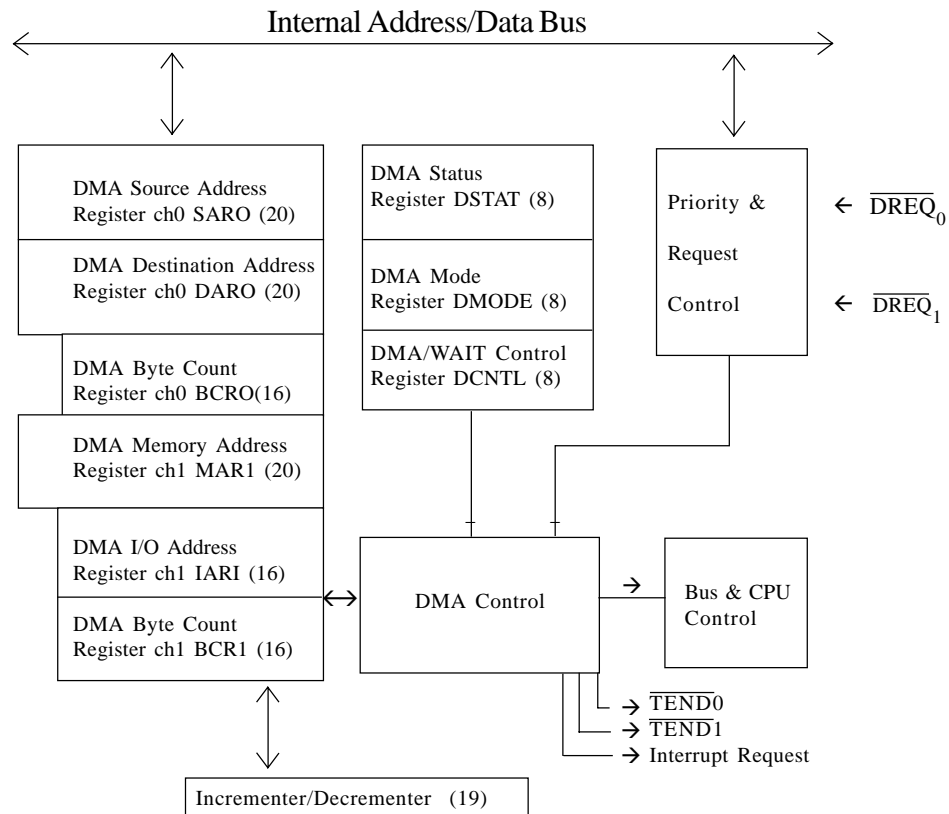 Internal Address/Data Bus
DMA Source Address
Register ch0 SARO (20)
DMA Destination Address
Register ch0 DARO (20)
DMA Byte Count
Register ch0 BCRO(16)
DMA Memory Address
Register ch1 MAR1 (20)
DMA I/O Address
Register ch1 IARI (16)
DMA Byte Count
Register ch1 BCR1 (16)
DMA Status
Register DSTAT (8)
DMA Mode
Register DMODE (8)
DMA/WAIT Control
Register DCNTL (8)
Priority &
Request
Control
DREQ0
DREQ1
DMA Control
Bus & CPU
Control
TEND0
TEND1
Interrupt Request
Incrementer/Decrementer (19)